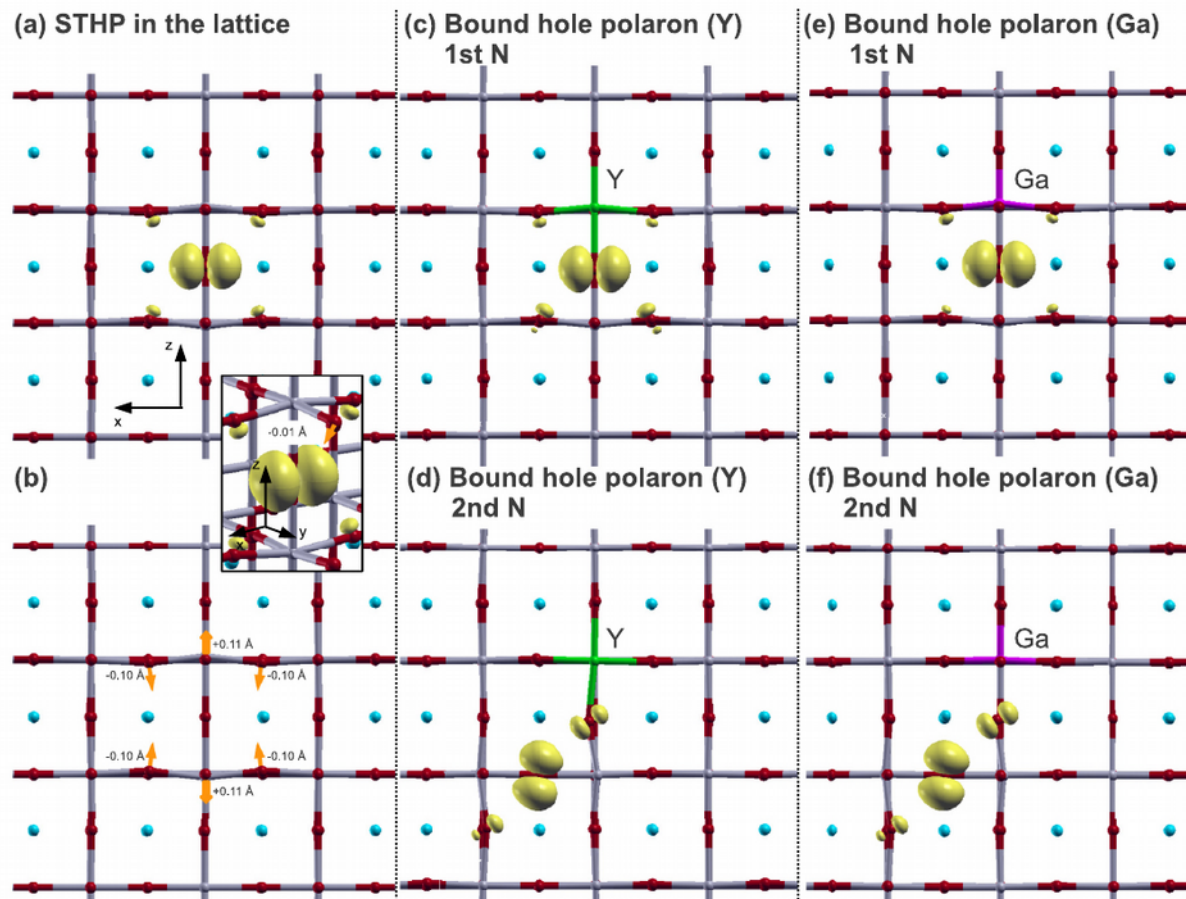 (a) STHP in the lattice
z
x
-0.01 Å
z
x
y
(b)
+0.11 Å
-0.10 Å
-0.10 Å
-0.10 Å
-0.10 Å
+0.11 Å
(c) Bound hole polaron (Y)
1st N
Y
(d) Bound hole polaron (Y)
2nd N
Y
(e) Bound hole polaron (Ga)
1st N
Ga
(f) Bound hole polaron (Ga)
2nd N
Ga